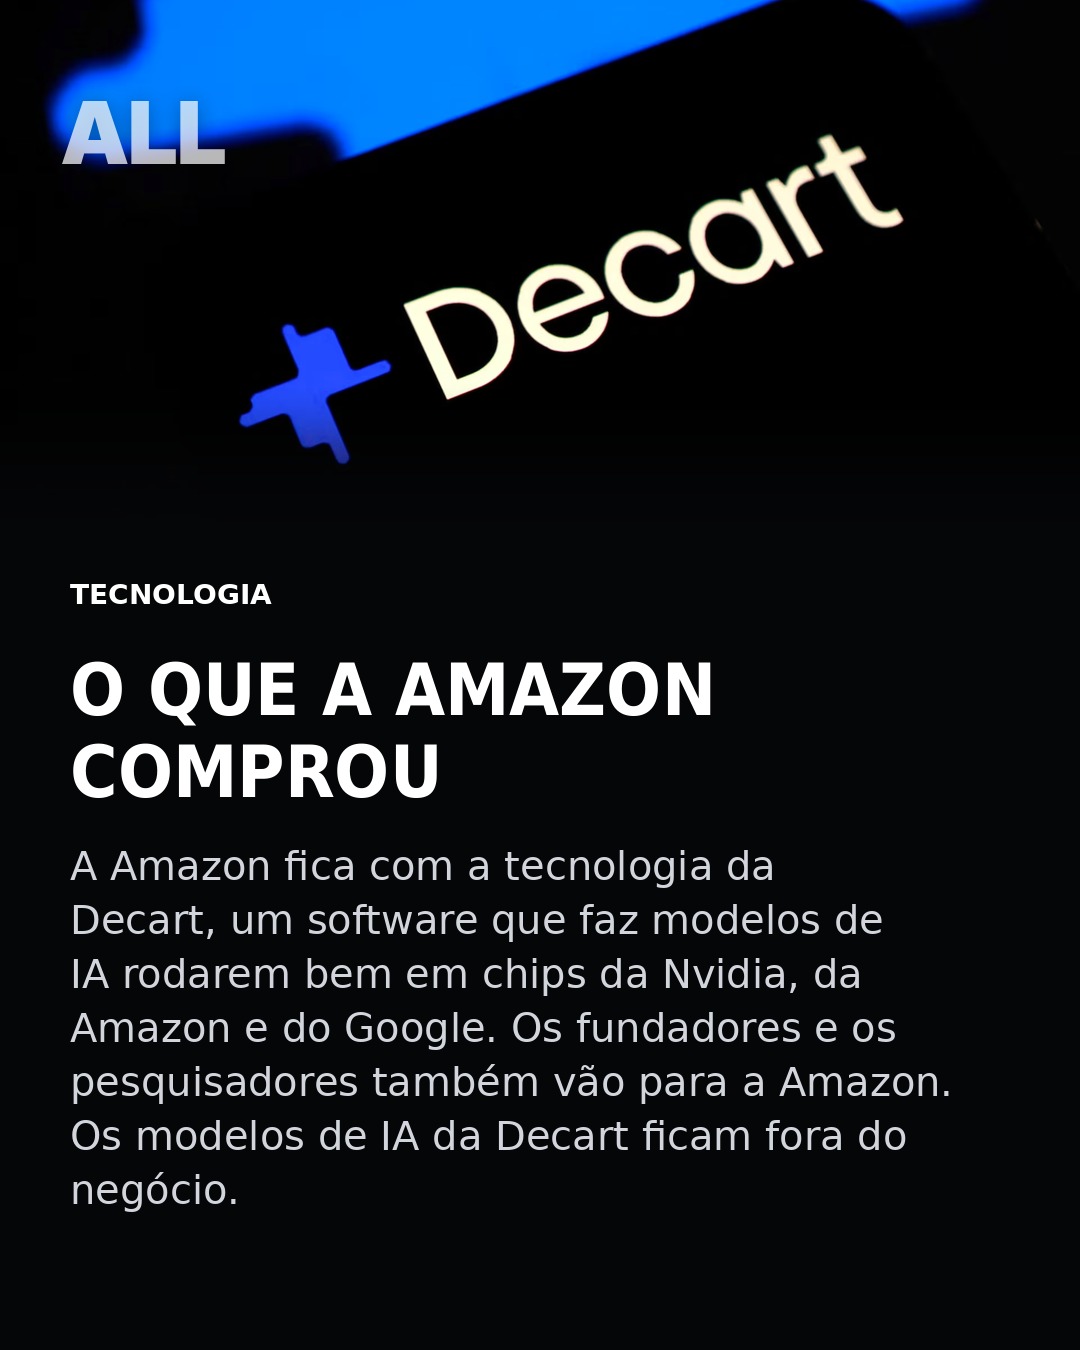 ALL
Decart
TECNOLOGIA
O QUE A AMAZON
COMPROU
A Amazon fica com a tecnologia da
Decart, um software que faz modelos de
IA rodarem bem em chips da Nvidia, da
Amazon e do Google. Os fundadores e os
pesquisadores também vão para a Amazon.
Os modelos de IA da Decart ficam fora do
negócio.